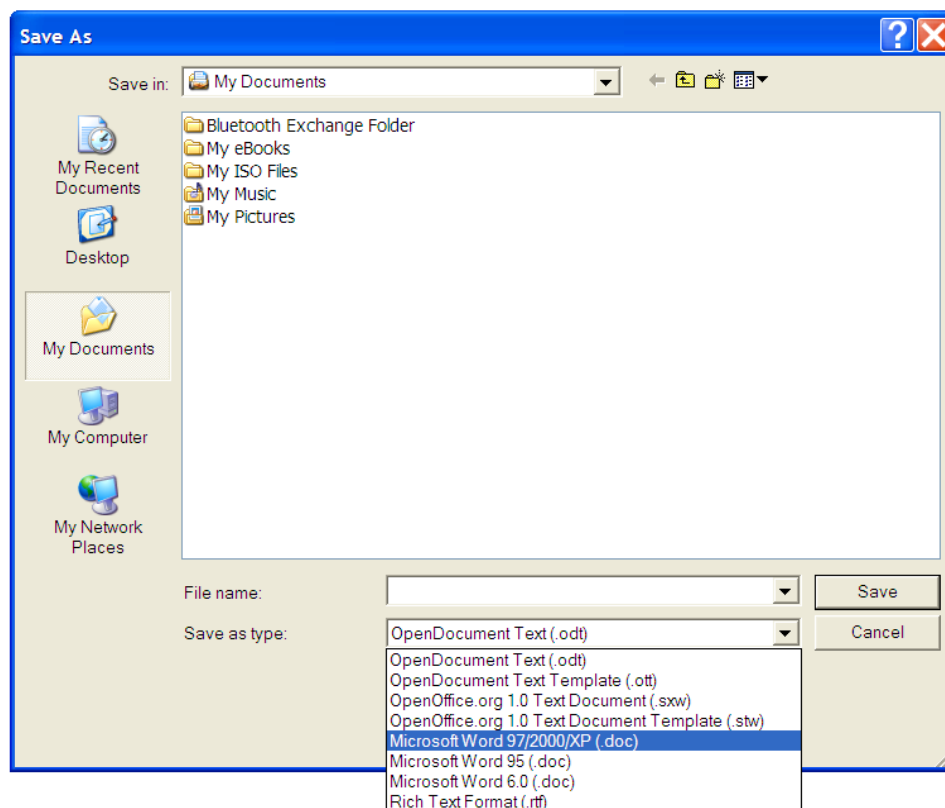 Save As
Save in:
My Documents
My Recent
Documents
Desktop
My Documents
My Computer
My Network
Places
Bluetooth Exchange Folder
My eBooks
My ISO Files
My Music
My Pictures
File name:
Save
Save as type:
OpenDocument Text (.odt)
Cancel
OpenDocument Text (.odt)
OpenDocument Text Template (.ott)
OpenOffice.org 1.0 Text Document (.sxw)
OpenOffice.org 1.0 Text Document Template (.stw)
Microsoft Word 97/2000/XP (.doc)
Microsoft Word 95 (.doc)
Microsoft Word 6.0 (.doc)
Rich Text Format (.rtf)